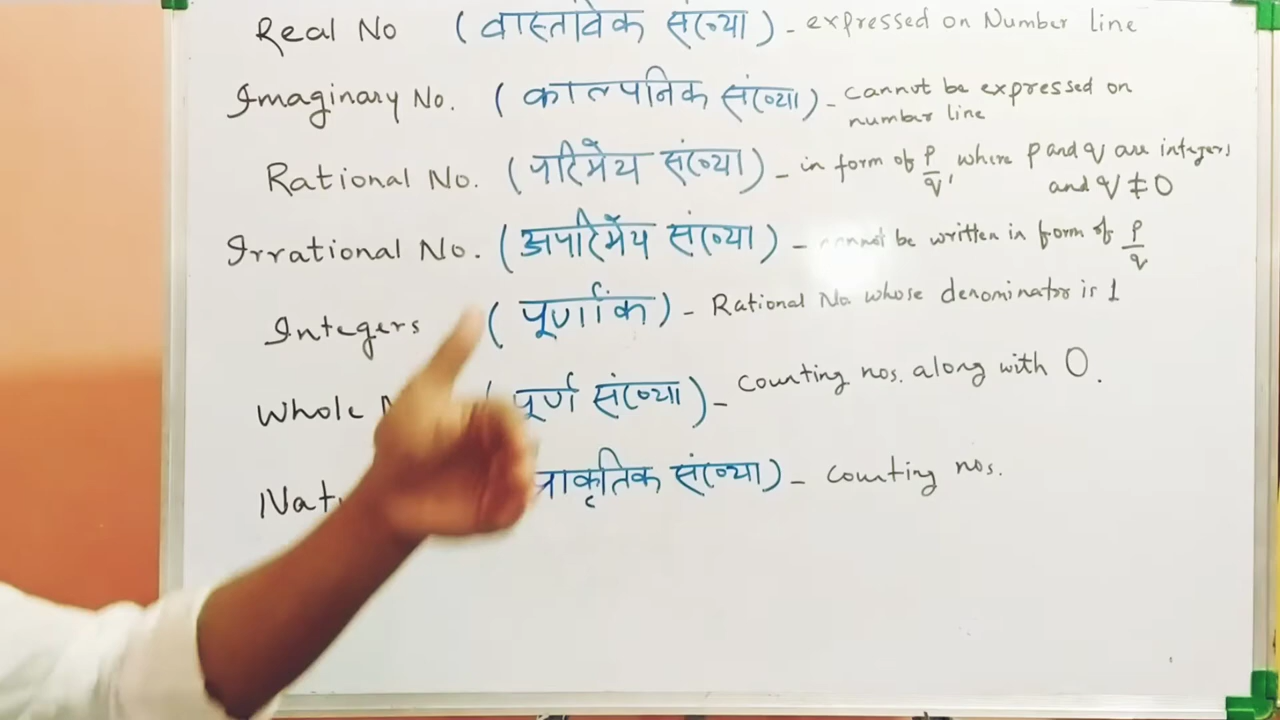 Real No (वास्तविक संख्या) - expressed on Number line
Imaginary No. (काल्पनिक संख्या) - cannot be expressed on
number line
Rational No. (परिमेय संख्या) - in form of p/q, where p and q are integers
and q ≠ 0
Irrational No. (अपरिमेय संख्या) - cannot be written in form of p/q
Integers (पूर्णांक) - Rational No whose denominator is 1
Whole (पूर्ण संख्या) - counting nos. along with 0.
Nat प्राकृतिक संख्या) - counting nos.